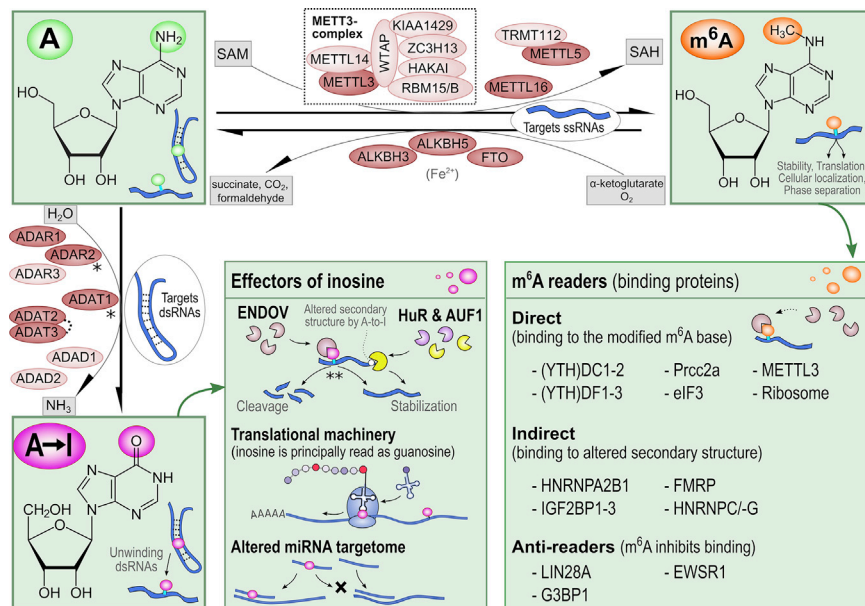 A
NH₂
N
N
N
N
HO
O
OH
OH
SAM
METT3-
complex
KIAA1429
WTAP
ZC3H13
METTL14
HAKAI
METTL3
RBM15/B
TRMT112
METTL5
METTL16
SAH
Targets ssRNAs
ALKBH3
ALKBH5
FTO
(Fe²⁺)
succinate, CO₂,
formaldehyde
α-ketoglutarate
O₂
m⁶A
H₃C
NH
N
N
N
N
HO
O
OH
OH
Stability, Translation,
Cellular localization,
Phase separation
H₂O
ADAR1
ADAR2
*
ADAR3
ADAT1
*
ADAT2
ADAT3
ADAD1
ADAD2
NH₃
Targets
dsRNAs
A→I
O
N
NH
N
N
CH₂OH
O
OH
OH
Unwinding
dsRNAs
Effectors of inosine
ENDOV
Altered secondary
structure by A-to-I
HuR & AUF1
**
Cleavage
Stabilization
Translational machinery
(inosine is principally read as guanosine)
AAAAA
Altered miRNA targetome
×
m⁶A readers (binding proteins)
Direct
(binding to the modified m⁶A base)
- (YTH)DC1-2 - Prcc2a - METTL3
- (YTH)DF1-3 - eIF3 - Ribosome
Indirect
(binding to altered secondary structure)
- HNRNPA2B1 - FMRP
- IGF2BP1-3 - HNRNPC/-G
Anti-readers (m⁶A inhibits binding)
- LIN28A - EWSR1
- G3BP1